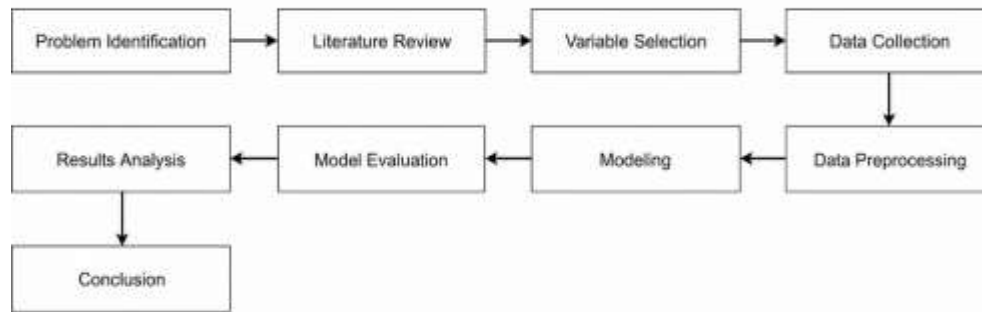 Problem Identification
Literature Review
Variable Selection
Data Collection
Data Preprocessing
Modeling
Model Evaluation
Results Analysis
Conclusion